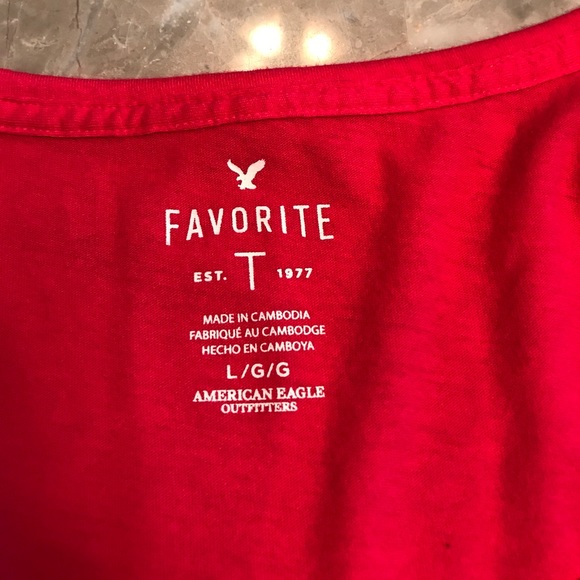 FAVORITE
EST. T 1977
MADE IN CAMBODIA
FABRIQUÉ AU CAMBODGE
HECHO EN CAMBOYA
L/G/G
AMERICAN EAGLE
OUTFITTERS